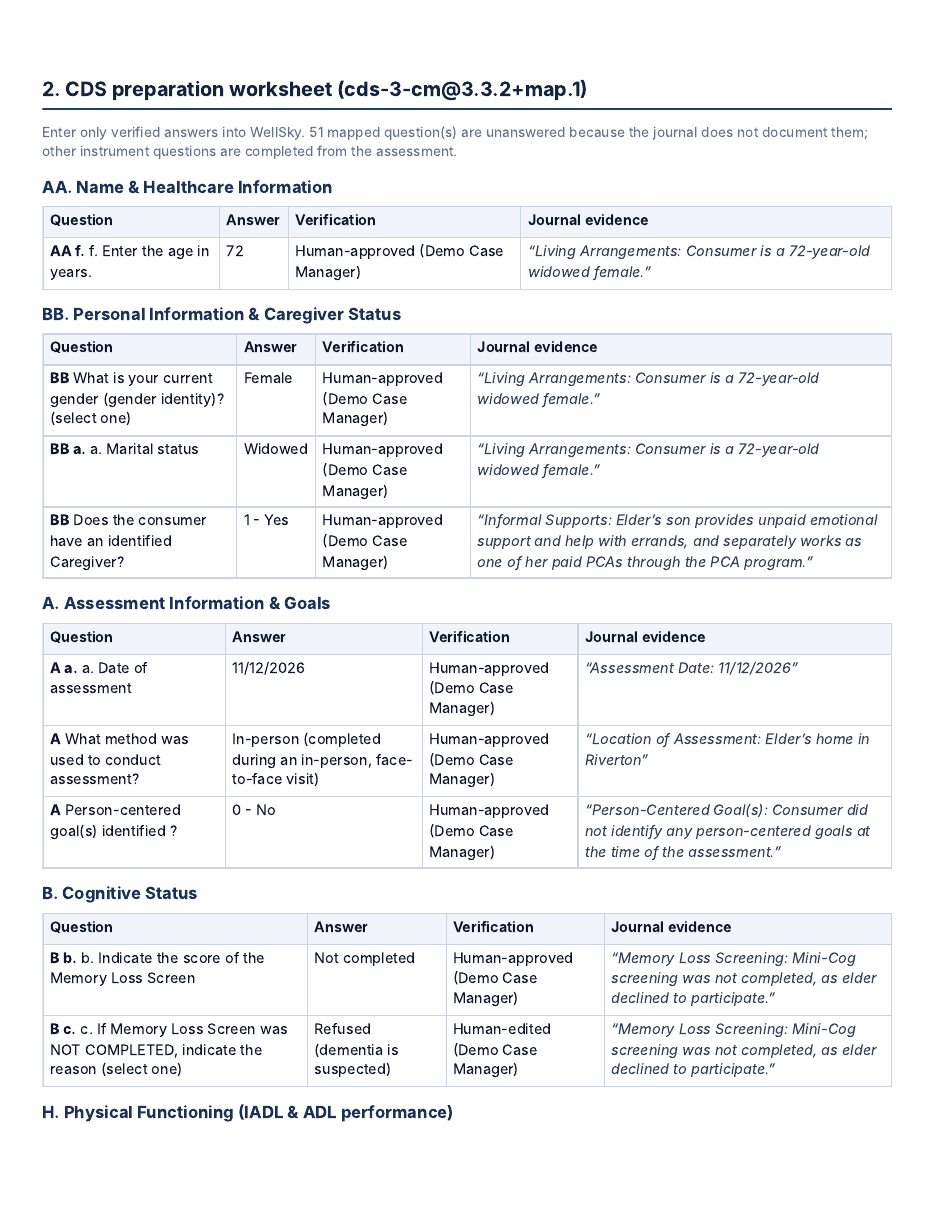 2. CDS preparation worksheet (cds-3-cm@3.3.2+map.1)
Enter only verified answers into WellSky. 51 mapped question(s) are unanswered because the journal does not document them;
other instrument questions are completed from the assessment.
AA. Name & Healthcare Information
Question Answer Verification Journal evidence
AA f. f. Enter the age in 72 Human-approved (Demo Case “Living Arrangements: Consumer is a 72-year-old
years. Manager) widowed female.”
BB. Personal Information & Caregiver Status
Question Answer Verification Journal evidence
BB What is your current Female Human-approved “Living Arrangements: Consumer is a 72-year-old
gender (gender identity)? (Demo Case widowed female.”
(select one) Manager)
BB a. a. Marital status Widowed Human-approved “Living Arrangements: Consumer is a 72-year-old
(Demo Case widowed female.”
Manager)
BB Does the consumer 1 - Yes Human-approved “Informal Supports: Elder’s son provides unpaid emotional
have an identified (Demo Case support and help with errands, and separately works as
Caregiver? Manager) one of her paid PCAs through the PCA program.”
A. Assessment Information & Goals
Question Answer Verification Journal evidence
A a. a. Date of 11/12/2026 Human-approved “Assessment Date: 11/12/2026”
assessment (Demo Case
Manager)
A What method was In-person (completed Human-approved “Location of Assessment: Elder’s home in
used to conduct during an in-person, face- (Demo Case Riverton”
assessment? to-face visit) Manager)
A Person-centered 0 - No Human-approved “Person-Centered Goal(s): Consumer did
goal(s) identified ? (Demo Case not identify any person-centered goals at
Manager) the time of the assessment.”
B. Cognitive Status
Question Answer Verification Journal evidence
B b. b. Indicate the score of the Not completed Human-approved “Memory Loss Screening: Mini-Cog
Memory Loss Screen (Demo Case screening was not completed, as elder
Manager) declined to participate.”
B c. c. If Memory Loss Screen was Refused Human-edited “Memory Loss Screening: Mini-Cog
NOT COMPLETED, indicate the (dementia is (Demo Case screening was not completed, as elder
reason (select one) suspected) Manager) declined to participate.”
H. Physical Functioning (IADL & ADL performance)